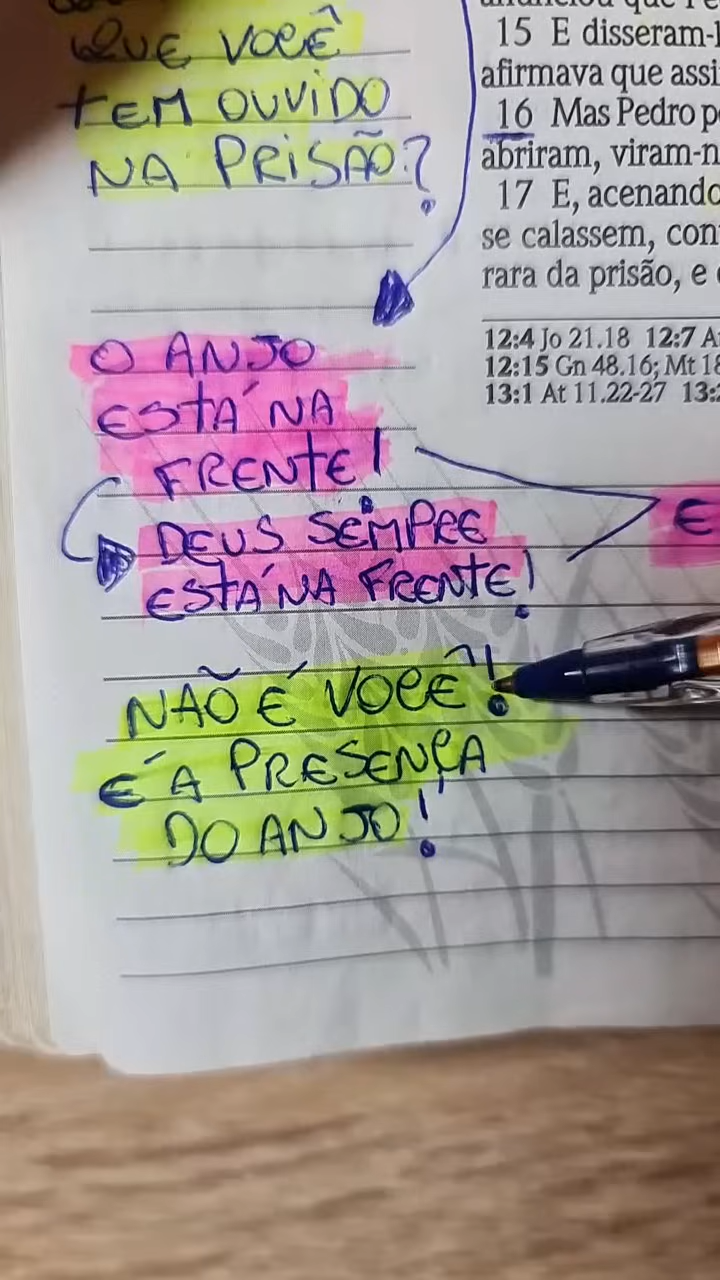 QUE VOCÊ
TEM OUVIDO
NA PRISÃO?
O ANJO
ESTÁ NA
FRENTE!
DEUS SEMPRE
ESTÁ NA FRENTE!
E
NÃO É VOCÊ!
É A PRESENÇA
DO ANJO!
15 E disseram-
afirmava que assi
16 Mas Pedro
abriram, viram-n
17 E, acenando
se calassem, con
rara da prisão, e
12:4 Jo 21.18 12:7 A
12:15 Gn 48.16; Mt 18
13:1 At 11.22-27 13: